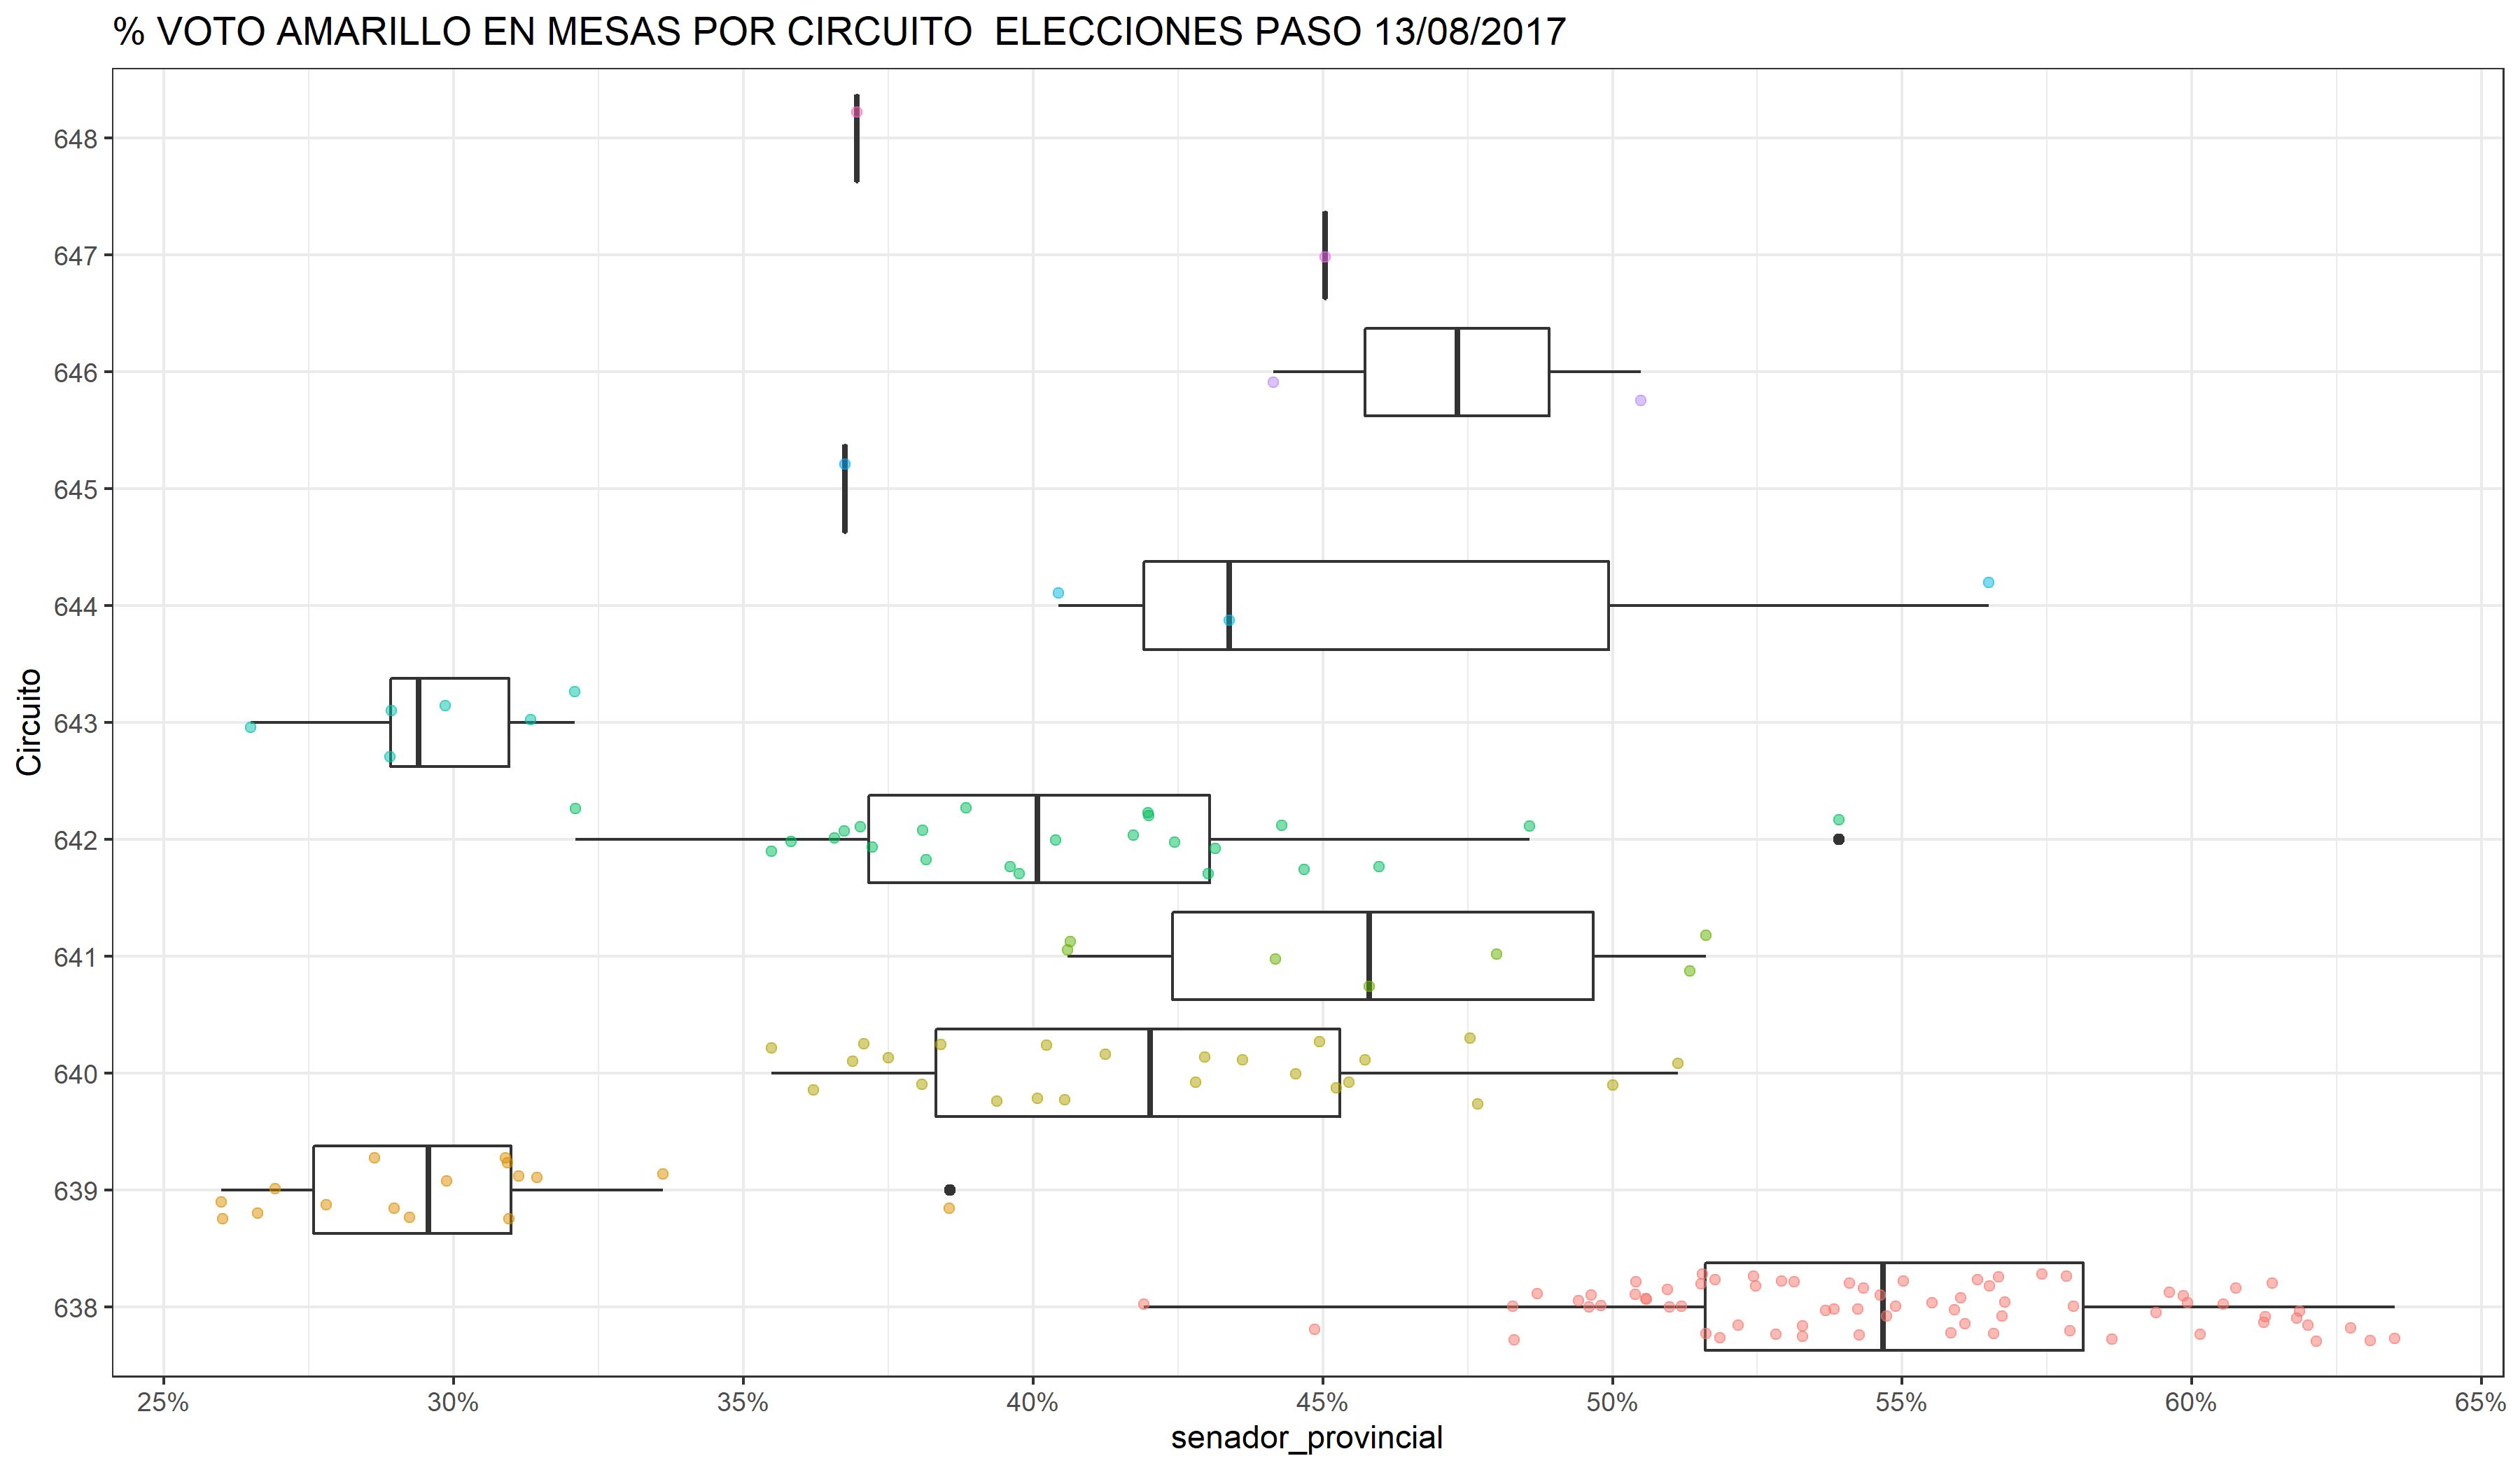 % VOTO AMARILLO EN MESAS POR CIRCUITO  ELECCIONES PASO 13/08/2017
648
647
646
645
644
643
642
641
640
639
638
Circuito
25% 30% 35% 40% 45% 50% 55% 60% 65%
senador_provincial